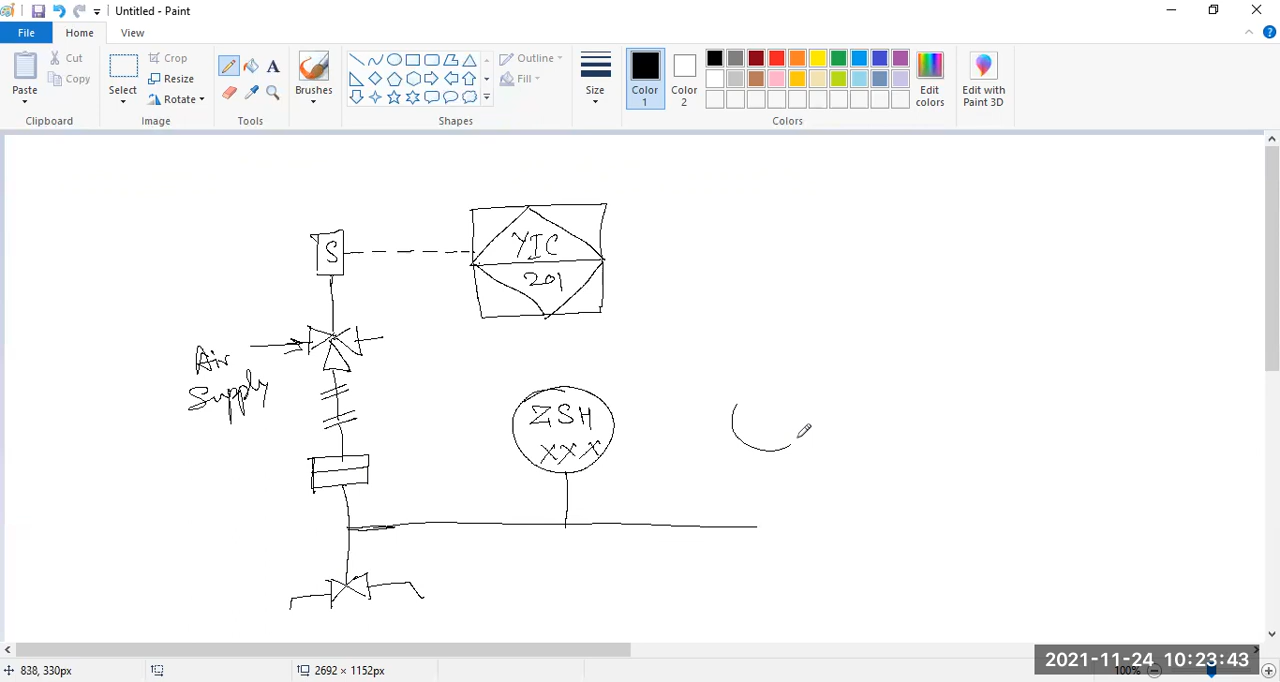 Untitled - Paint
File
Home
View
Paste
Cut
Copy
Clipboard
Select
Crop
Resize
Rotate
Image
Tools
Brushes
Shapes
Outline
Fill
Size
Color 1
Color 2
Colors
Edit colors
Edit with Paint 3D
S
YIC
201
Air
Supply
ZSH
XXX
838, 330px
2692 × 1152px
100%
2021-11-24 10:23:43